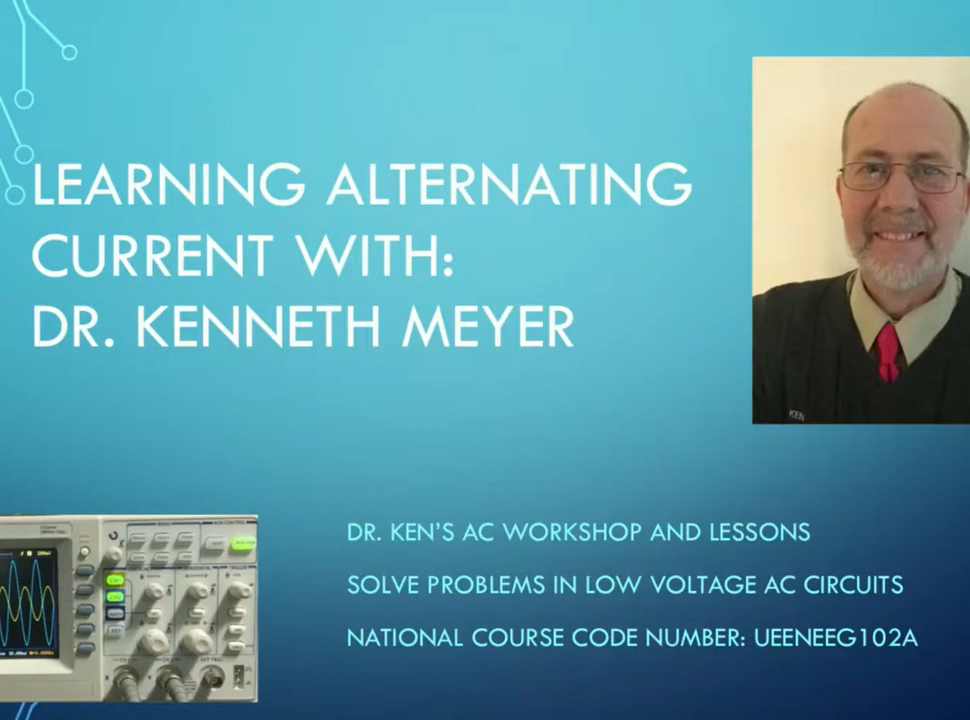 LEARNING ALTERNATING
CURRENT WITH:
DR. KENNETH MEYER
KEN
DR. KEN'S AC WORKSHOP AND LESSONS
SOLVE PROBLEMS IN LOW VOLTAGE AC CIRCUITS
NATIONAL COURSE CODE NUMBER: UEENEEG102A